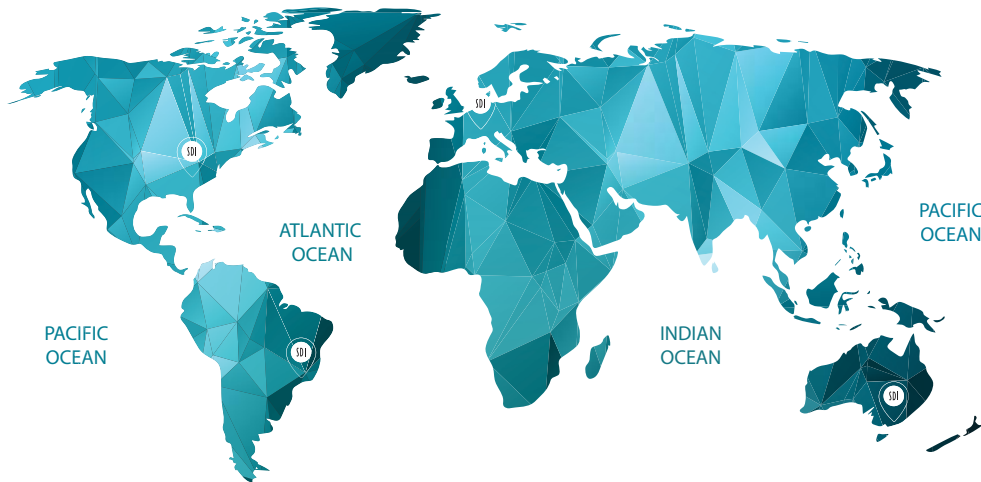 SDI
SDI
ATLANTIC
OCEAN
PACIFIC
OCEAN
PACIFIC
OCEAN
INDIAN
OCEAN
SDI
SDI